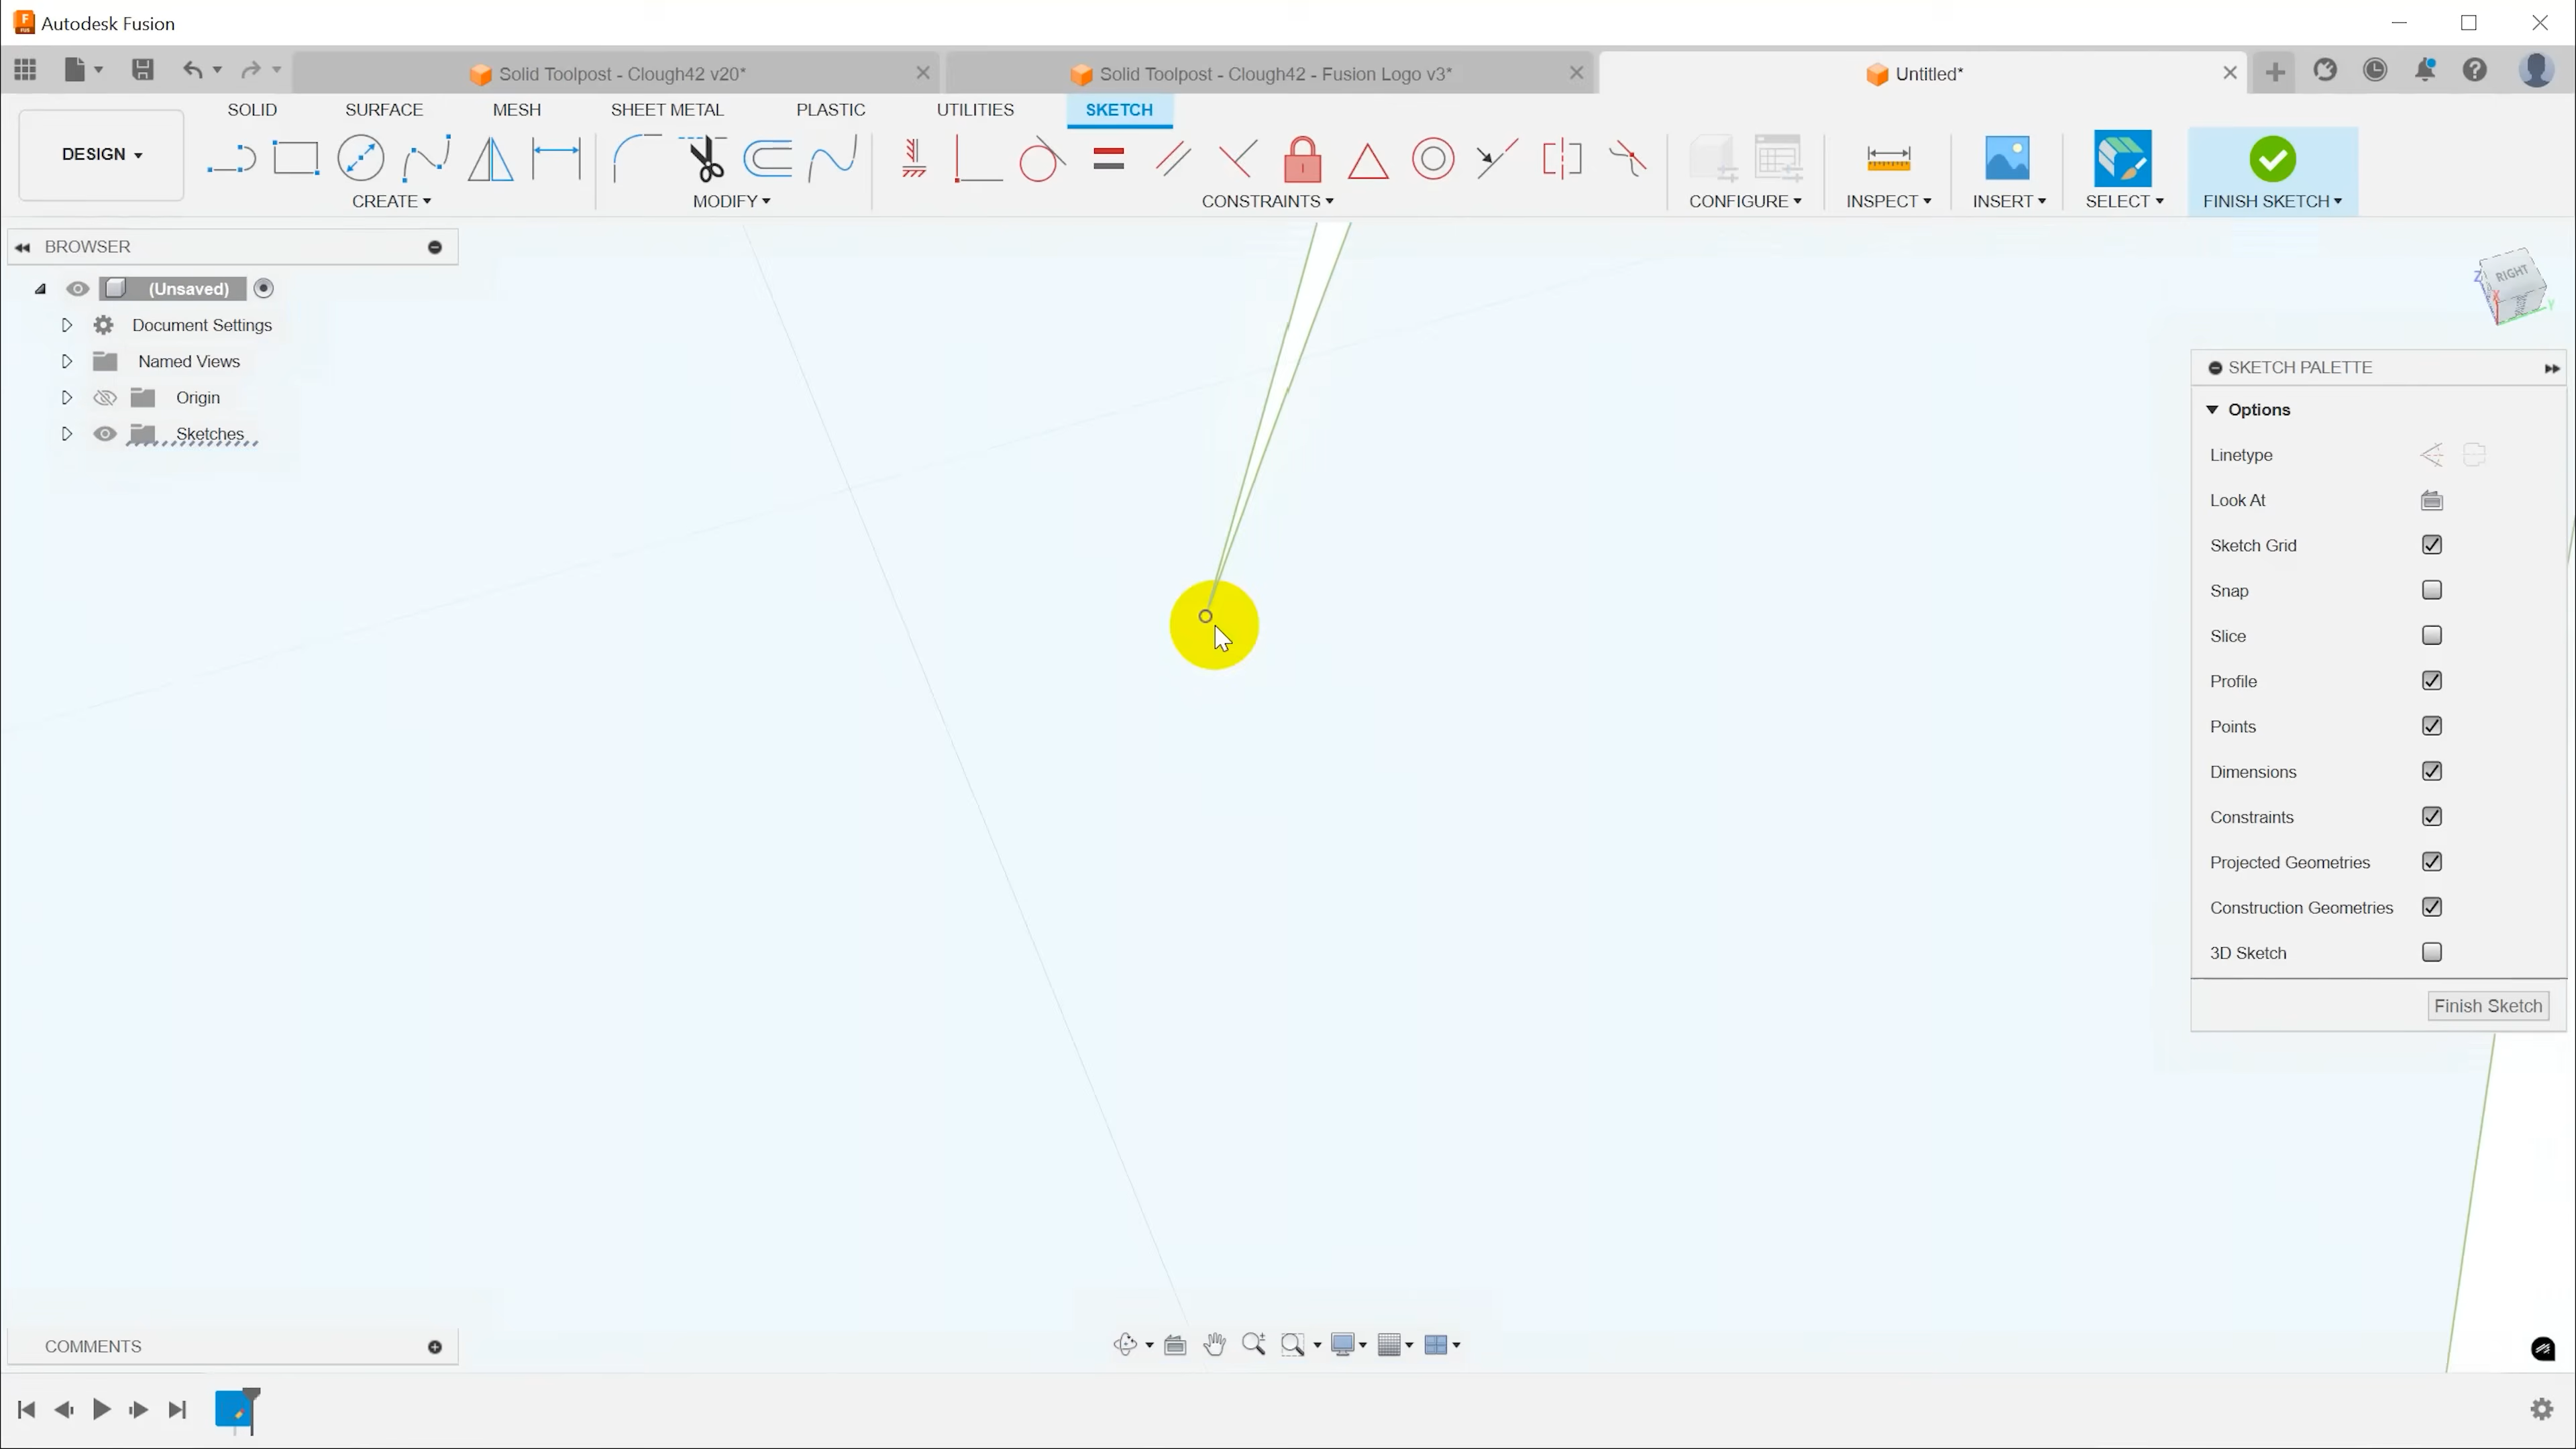 Autodesk Fusion
Solid Toolpost - Clough42 v20*
Solid Toolpost - Clough42 - Fusion Logo v3*
Untitled*
SOLID SURFACE MESH SHEET METAL PLASTIC UTILITIES SKETCH
DESIGN
CREATE MODIFY CONSTRAINTS CONFIGURE INSPECT INSERT SELECT FINISH SKETCH
BROWSER
(Unsaved)
Document Settings
Named Views
Origin
Sketches
RIGHT
Z
X
Y
SKETCH PALETTE
Options
Linetype
Look At
Sketch Grid
Snap
Slice
Profile
Points
Dimensions
Constraints
Projected Geometries
Construction Geometries
3D Sketch
Finish Sketch
COMMENTS